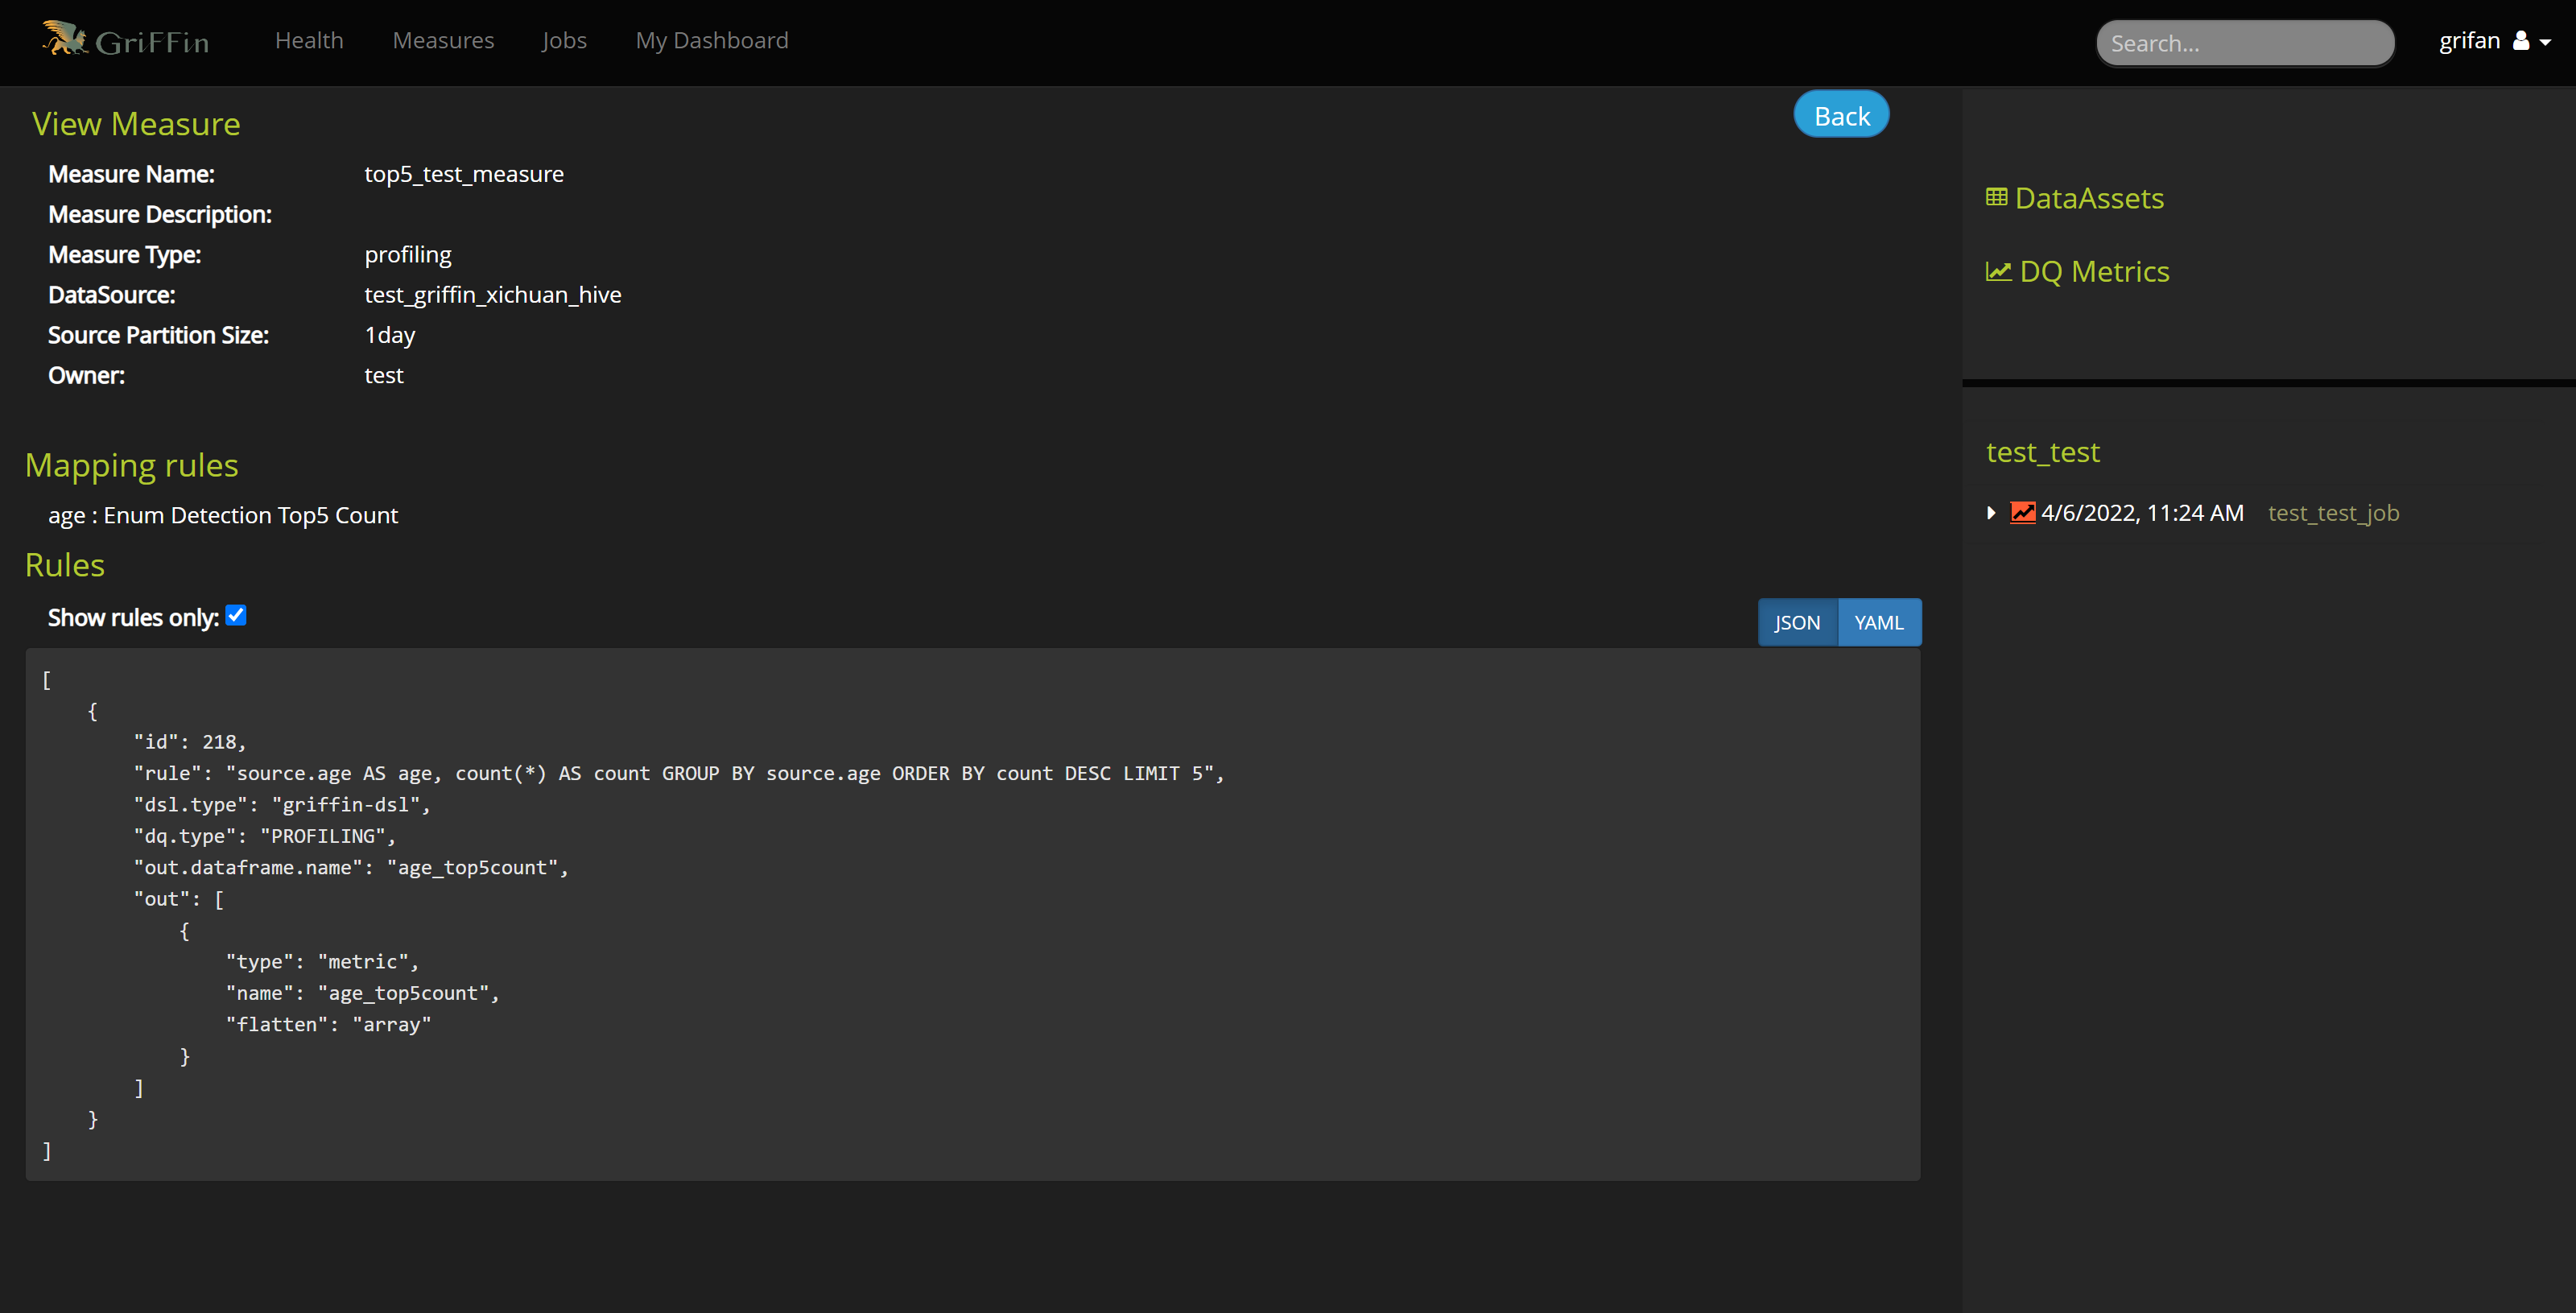 GriFFin Health Measures Jobs My Dashboard Search... grifan
View Measure Back
Measure Name: top5_test_measure
Measure Description:
Measure Type: profiling
DataSource: test_griffin_xichuan_hive
Source Partition Size: 1day
Owner: test
Mapping rules
age : Enum Detection Top5 Count
Rules
Show rules only:
JSON YAML
[
    {
        "id": 218,
        "rule": "source.age AS age, count(*) AS count GROUP BY source.age ORDER BY count DESC LIMIT 5",
        "dsl.type": "griffin-dsl",
        "dq.type": "PROFILING",
        "out.dataframe.name": "age_top5count",
        "out": [
            {
                "type": "metric",
                "name": "age_top5count",
                "flatten": "array"
            }
        ]
    }
]
DataAssets
DQ Metrics
test_test
4/6/2022, 11:24 AM test_test_job